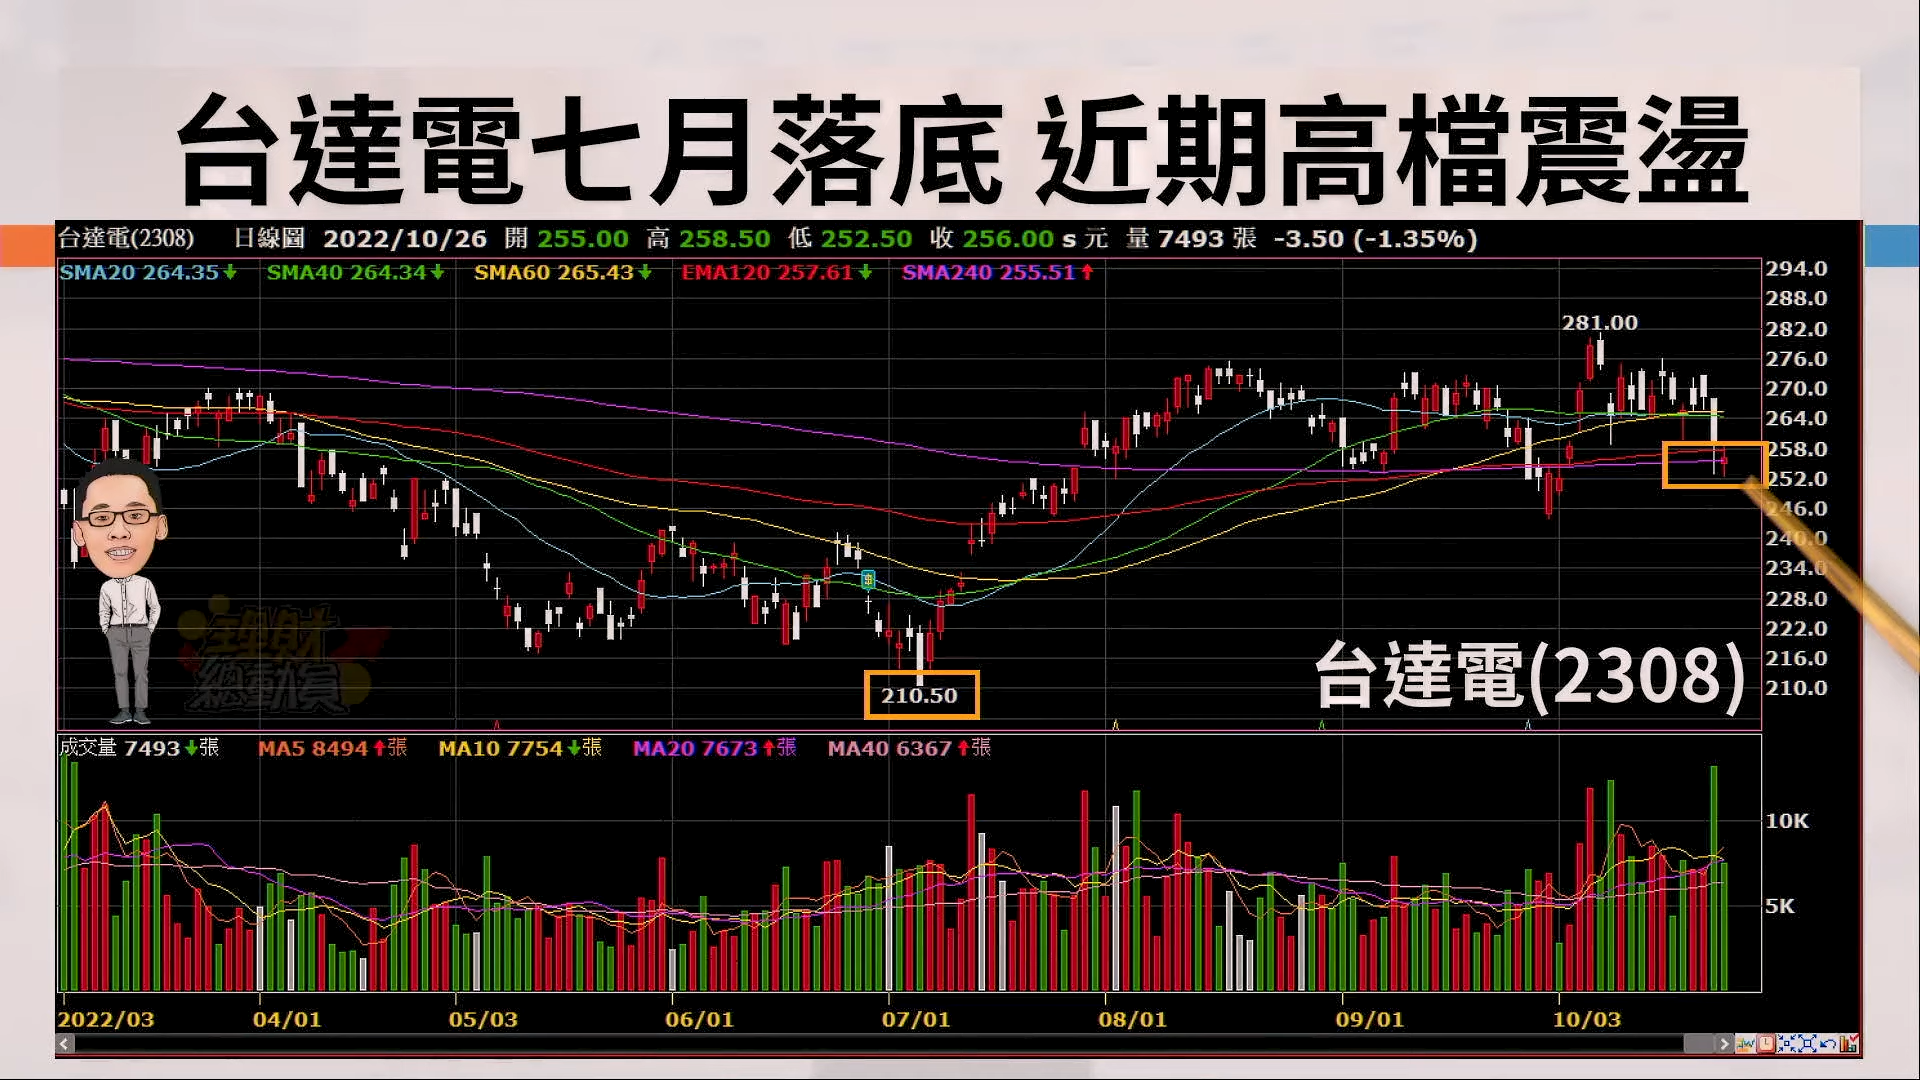 台達電七月落底 近期高檔震盪
台達電(2308) 日線圖 2022/10/26 開 255.00 高 258.50 低 252.50 收 256.00 s 元 量 7493 張 -3.50 (-1.35%)
SMA20 264.35↓ SMA40 264.34↓ SMA60 265.43↓ EMA120 257.61↓ SMA240 255.51↑
294.0
288.0
282.0
281.00
276.0
270.0
264.0
258.0
252.0
246.0
240.0
234.0
$
228.0
理財
222.0
總動員
216.0
台達電(2308)
210.0
210.50
成交量 7493↓張 MA5 8494↑張 MA10 7754↓張 MA20 7673↑張 MA40 6367↑張
10K
5K
2022/03 04/01 05/03 06/01 07/01 08/01 09/01 10/03